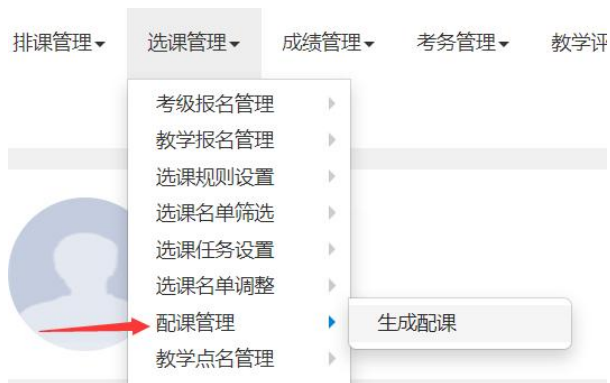 排课管理 选课管理 成绩管理 考务管理 教学评
考级报名管理
教学报名管理
选课规则设置
选课名单筛选
选课任务设置
选课名单调整
配课管理 生成配课
教学点名管理